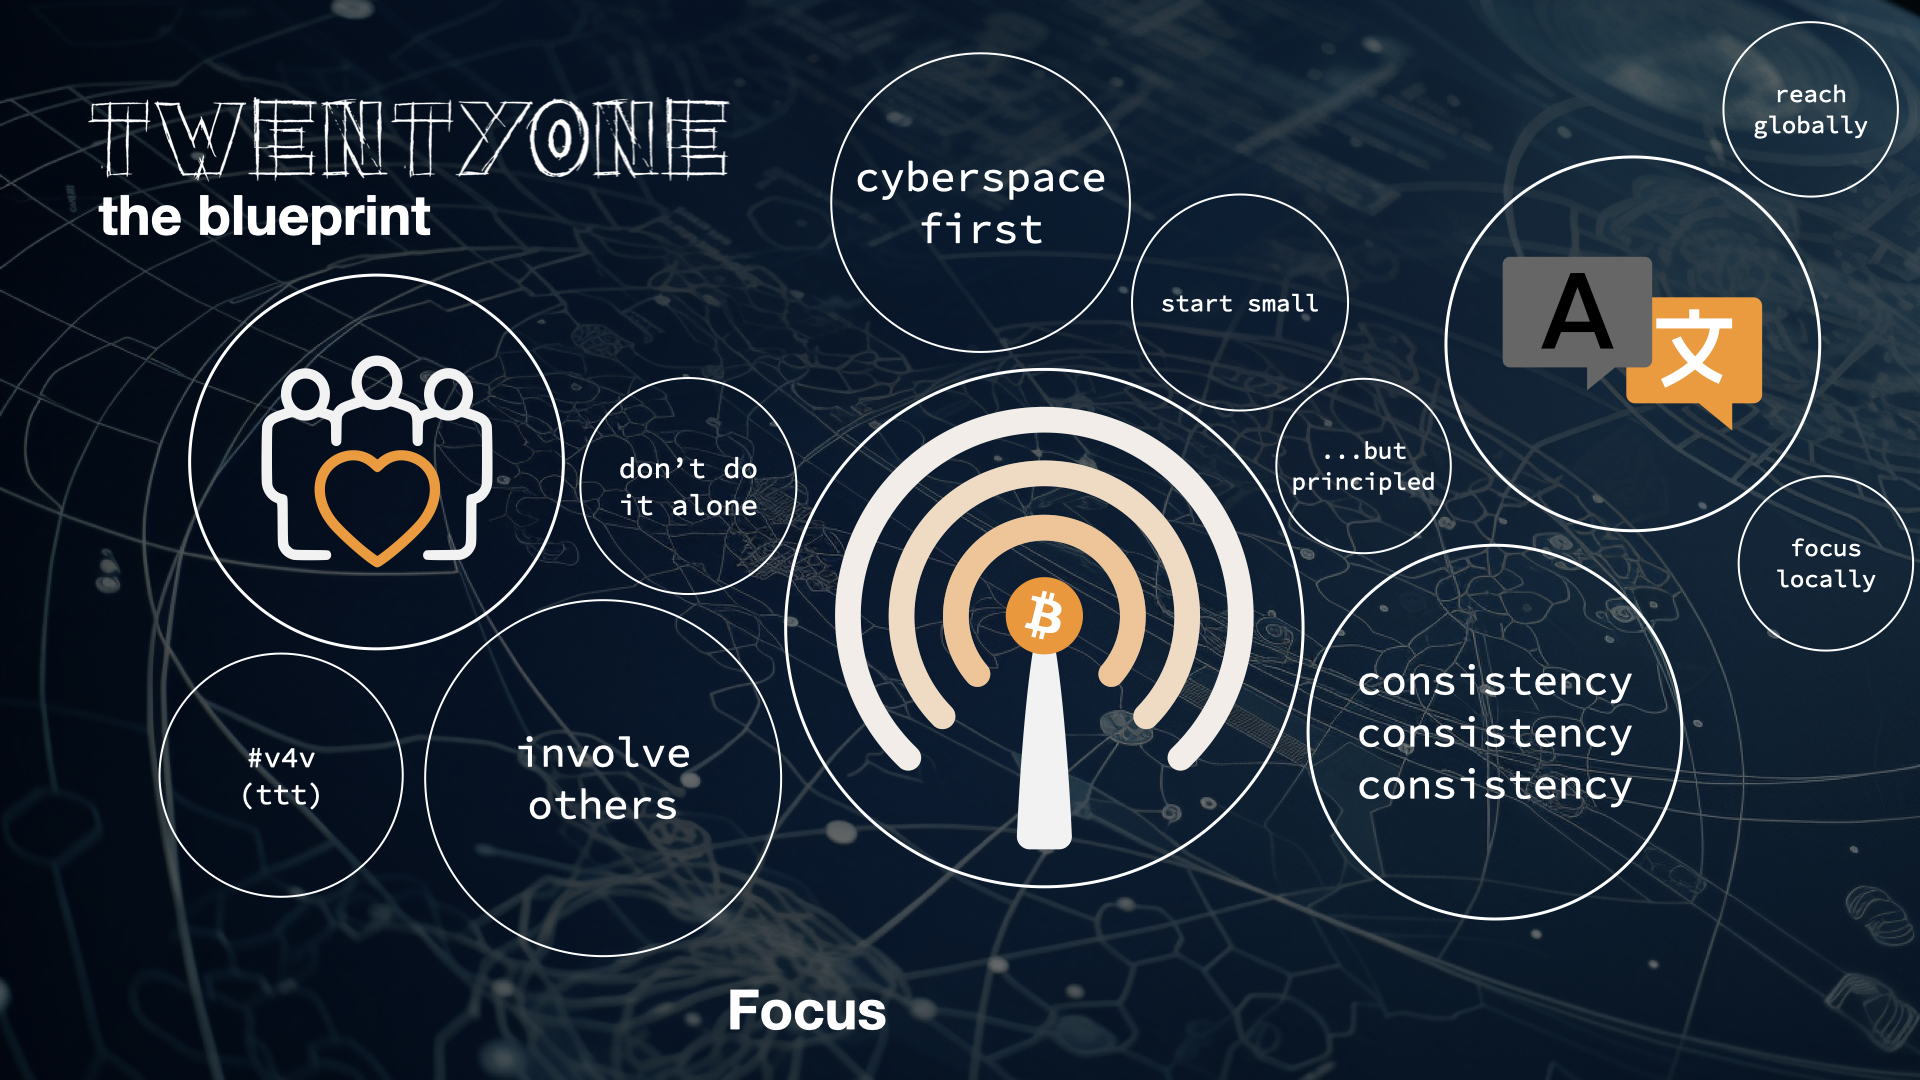 TWENTYONE
the blueprint
cyberspace
first
start small
...but
principled
reach
globally
A
文
focus
locally
don’t do
it alone
consistency
consistency
consistency
#v4v
(ttt)
involve
others
₿
Focus